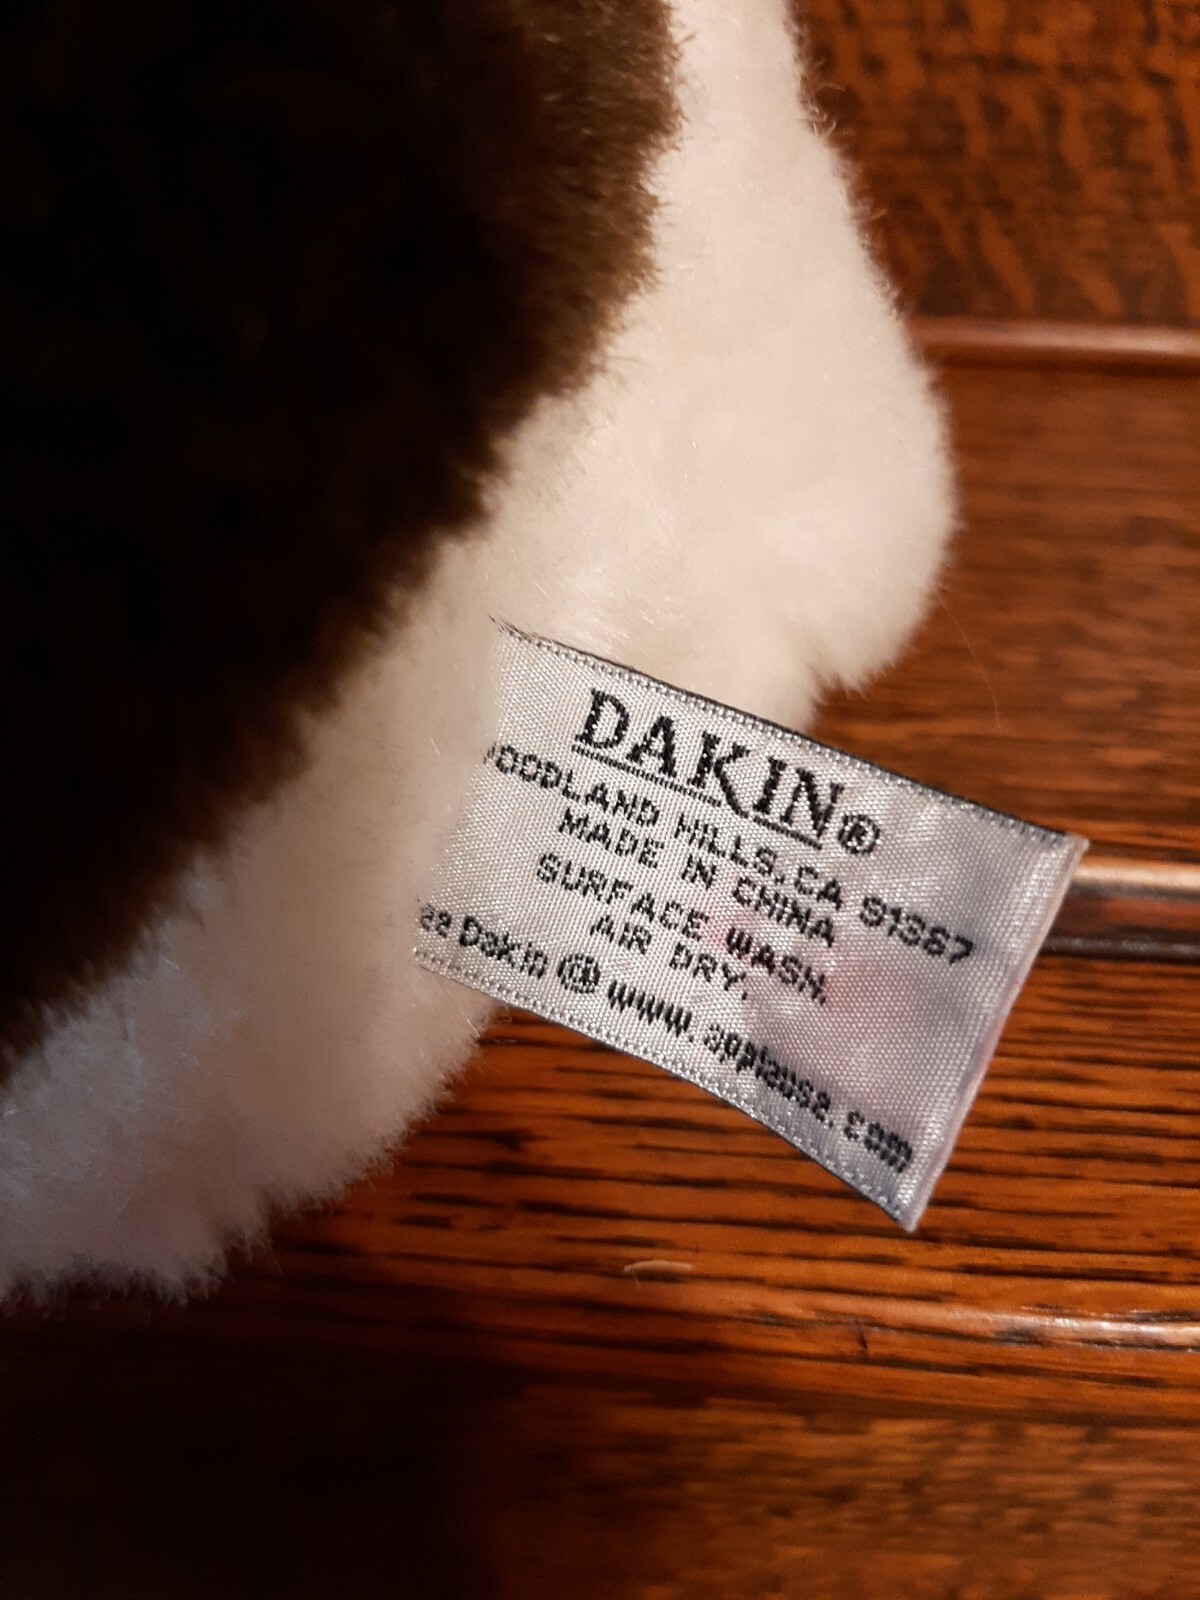 DAKIN®
OODLAND HILLS, CA 91367
MADE IN CHINA
SURFACE WASH.
AIR DRY.
Dakin ® www.applause.com